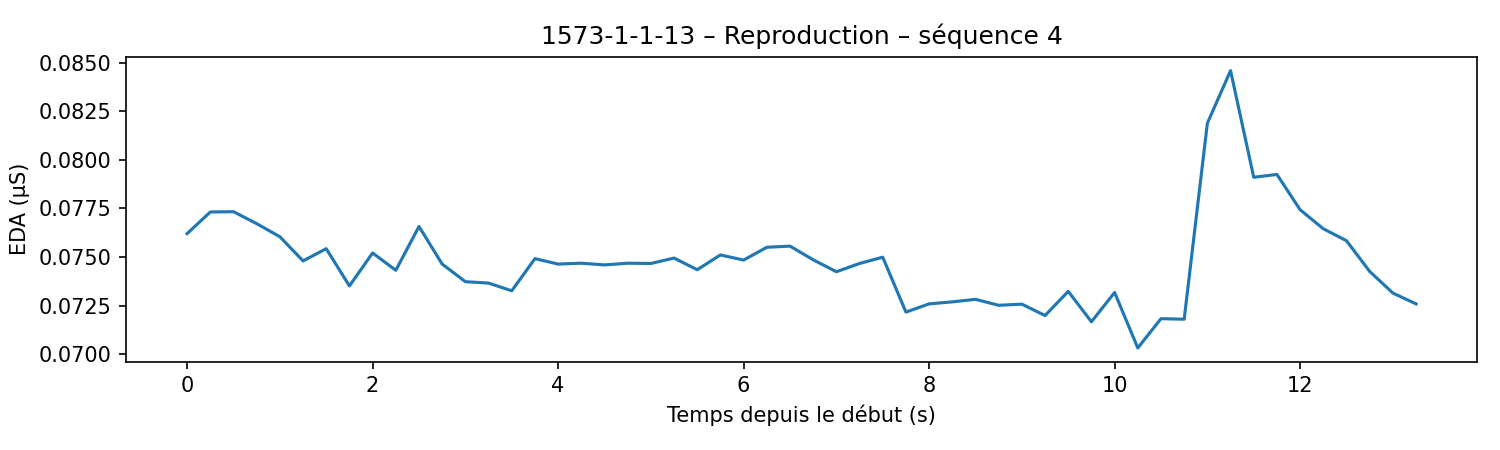 1573-1-1-13 – Reproduction – séquence 4
EDA (µS)
0.0850
0.0825
0.0800
0.0775
0.0750
0.0725
0.0700
0 2 4 6 8 10 12
Temps depuis le début (s)